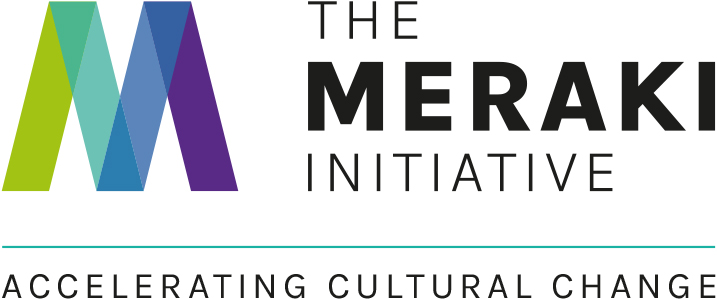 THE
MERAKI
INITIATIVE
ACCELERATING CULTURAL CHANGE